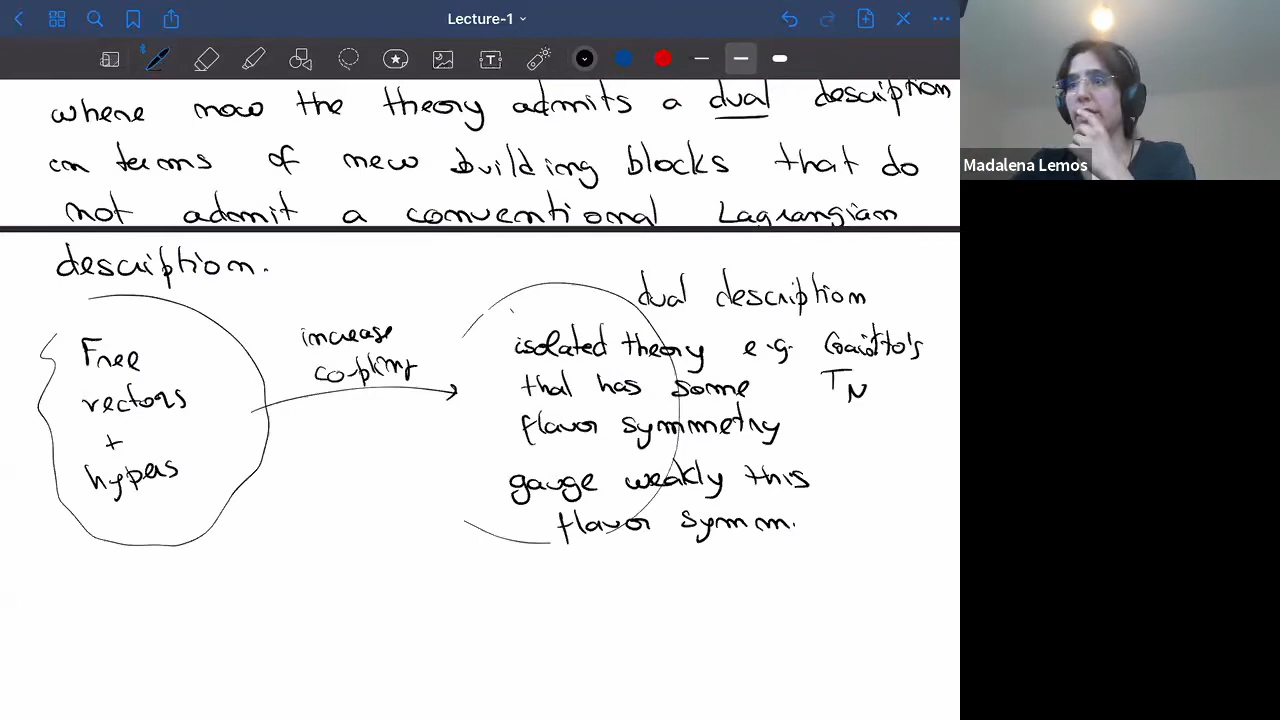 Lecture-1
Madalena Lemos
where now the theory admits a dual description
in terms of new building blocks that do
not admit a conventional Lagrangian
description.
dual description
Free
vectors
+
hypers
increase
coupling
isolated theory e.g. Gaiotto's
that has some TN
flavor symmetry
gauge weakly this
flavor symm.